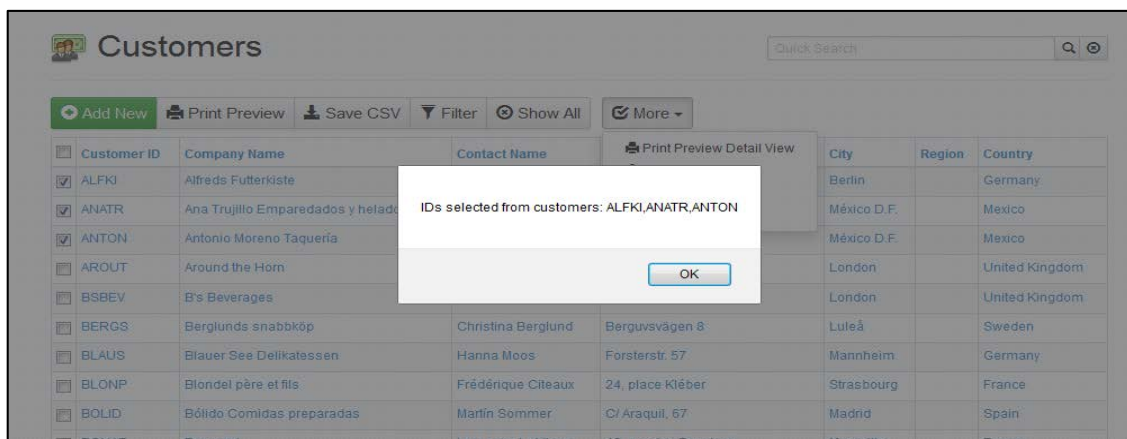 Customers
Quick Search
Add New Print Preview Save CSV Filter Show All More
Print Preview Detail View
Customer ID Company Name Contact Name City Region Country
ALFKI Alfreds Futterkiste Berlin Germany
ANATR Ana Trujillo Emparedados y helado México D.F. Mexico
IDs selected from customers: ALFKI,ANATR,ANTON
ANTON Antonio Moreno Taquería México D.F. Mexico
AROUT Around the Horn London United Kingdom
OK
BSBEV B's Beverages London United Kingdom
BERGS Berglunds snabbköp Christina Berglund Berguvsvägen 8 Luleå Sweden
BLAUS Blauer See Delikatessen Hanna Moos Forsterstr. 57 Mannheim Germany
BLONP Blondel père et fils Frédérique Citeaux 24, place Kléber Strasbourg France
BOLID Bólido Comidas preparadas Martín Sommer C/ Araquil, 67 Madrid Spain